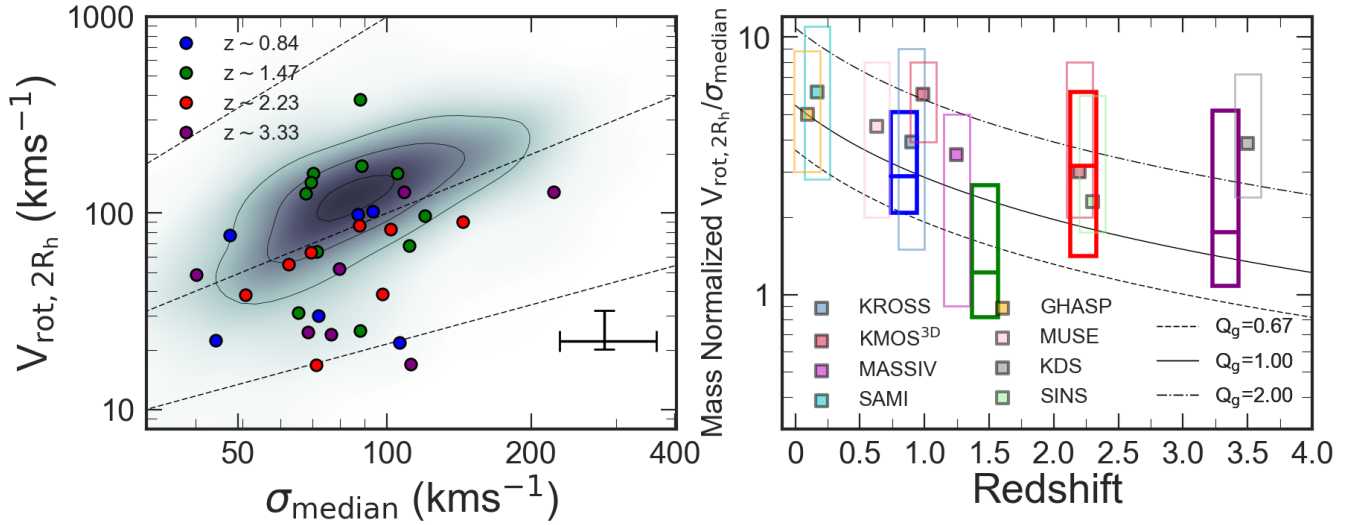 1000
100
10
V_rot, 2R_h (kms⁻¹)
z ~ 0.84
z ~ 1.47
z ~ 2.23
z ~ 3.33
50 100 200 400
σ_median (kms⁻¹)
10
1
Mass Normalized V_rot, 2R_h/σ_median
KROSS
KMOS³ᴰ
MASSIV
SAMI
GHASP
MUSE
KDS
SINS
Q_g=0.67
Q_g=1.00
Q_g=2.00
0 0.5 1.0 1.5 2.0 2.5 3.0 3.5 4.0
Redshift